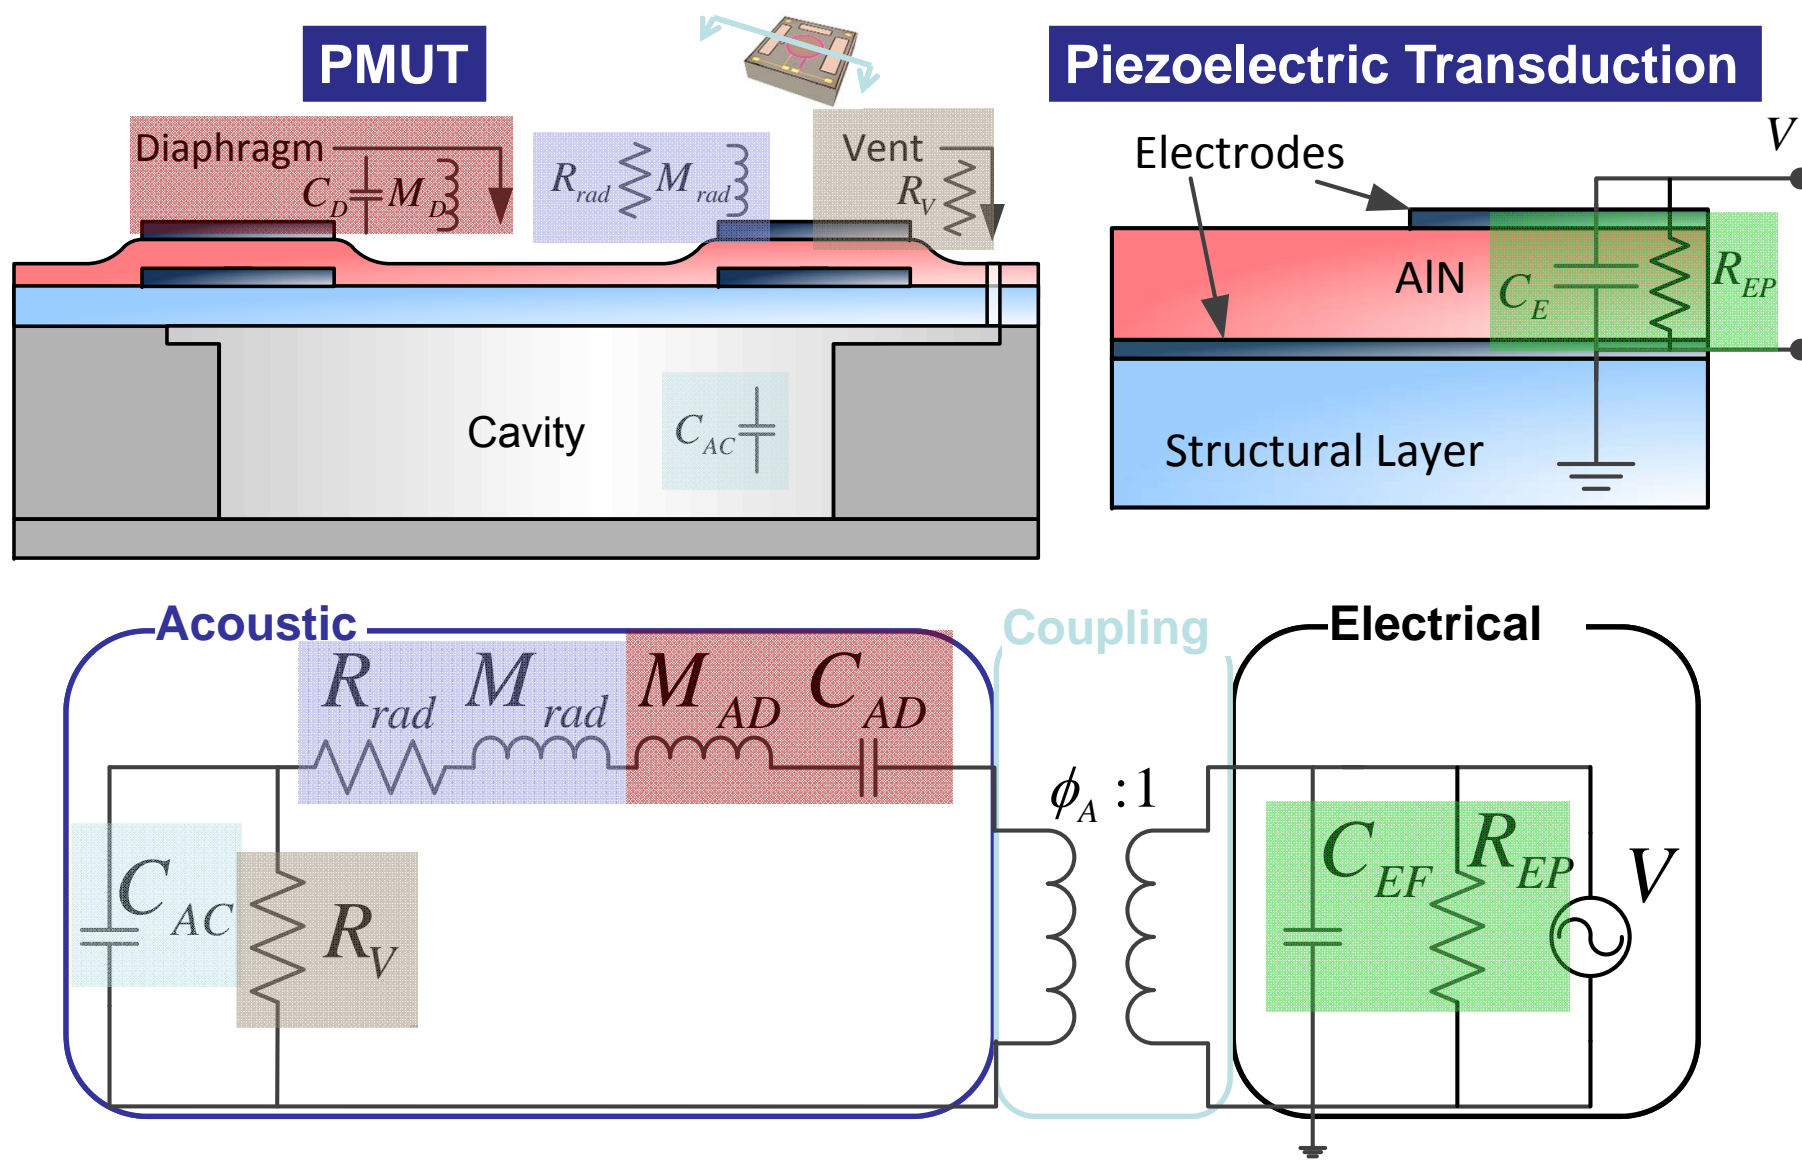 PMUT
Piezoelectric Transduction
Diaphragm
C_D M_D
R_rad M_rad
Vent
R_V
Electrodes
V
AlN
C_E
R_EP
Cavity
C_AC
Structural Layer
Acoustic
Coupling
Electrical
R_rad M_rad M_AD C_AD
ϕ_A :1
C_AC
R_V
C_EF
R_EP
V